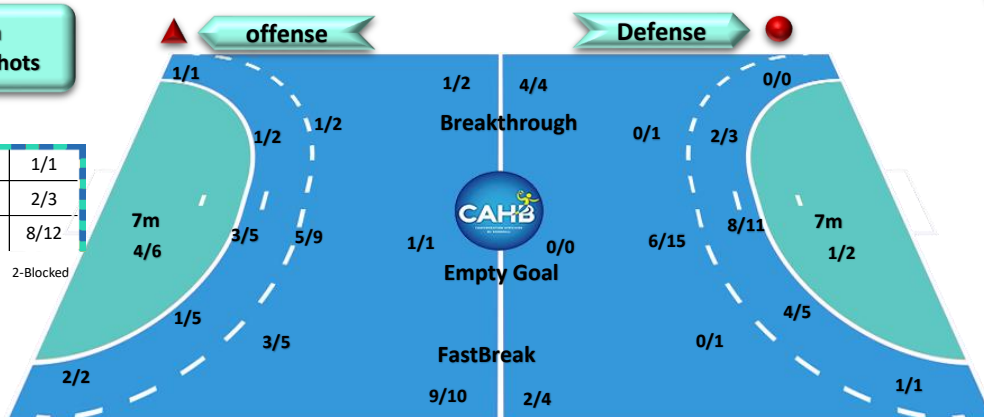 hots
offense
Defense
1/1
1/2
4/4
0/0
Breakthrough
1/2
1/2
0/1
2/3
1/1
2/3
8/12
2-Blocked
7m
4/6
3/5
5/9
1/1
CAHB
0/0
6/15
8/11
7m
1/2
Empty Goal
1/5
3/5
4/5
0/1
FastBreak
2/2
9/10
2/4
1/1